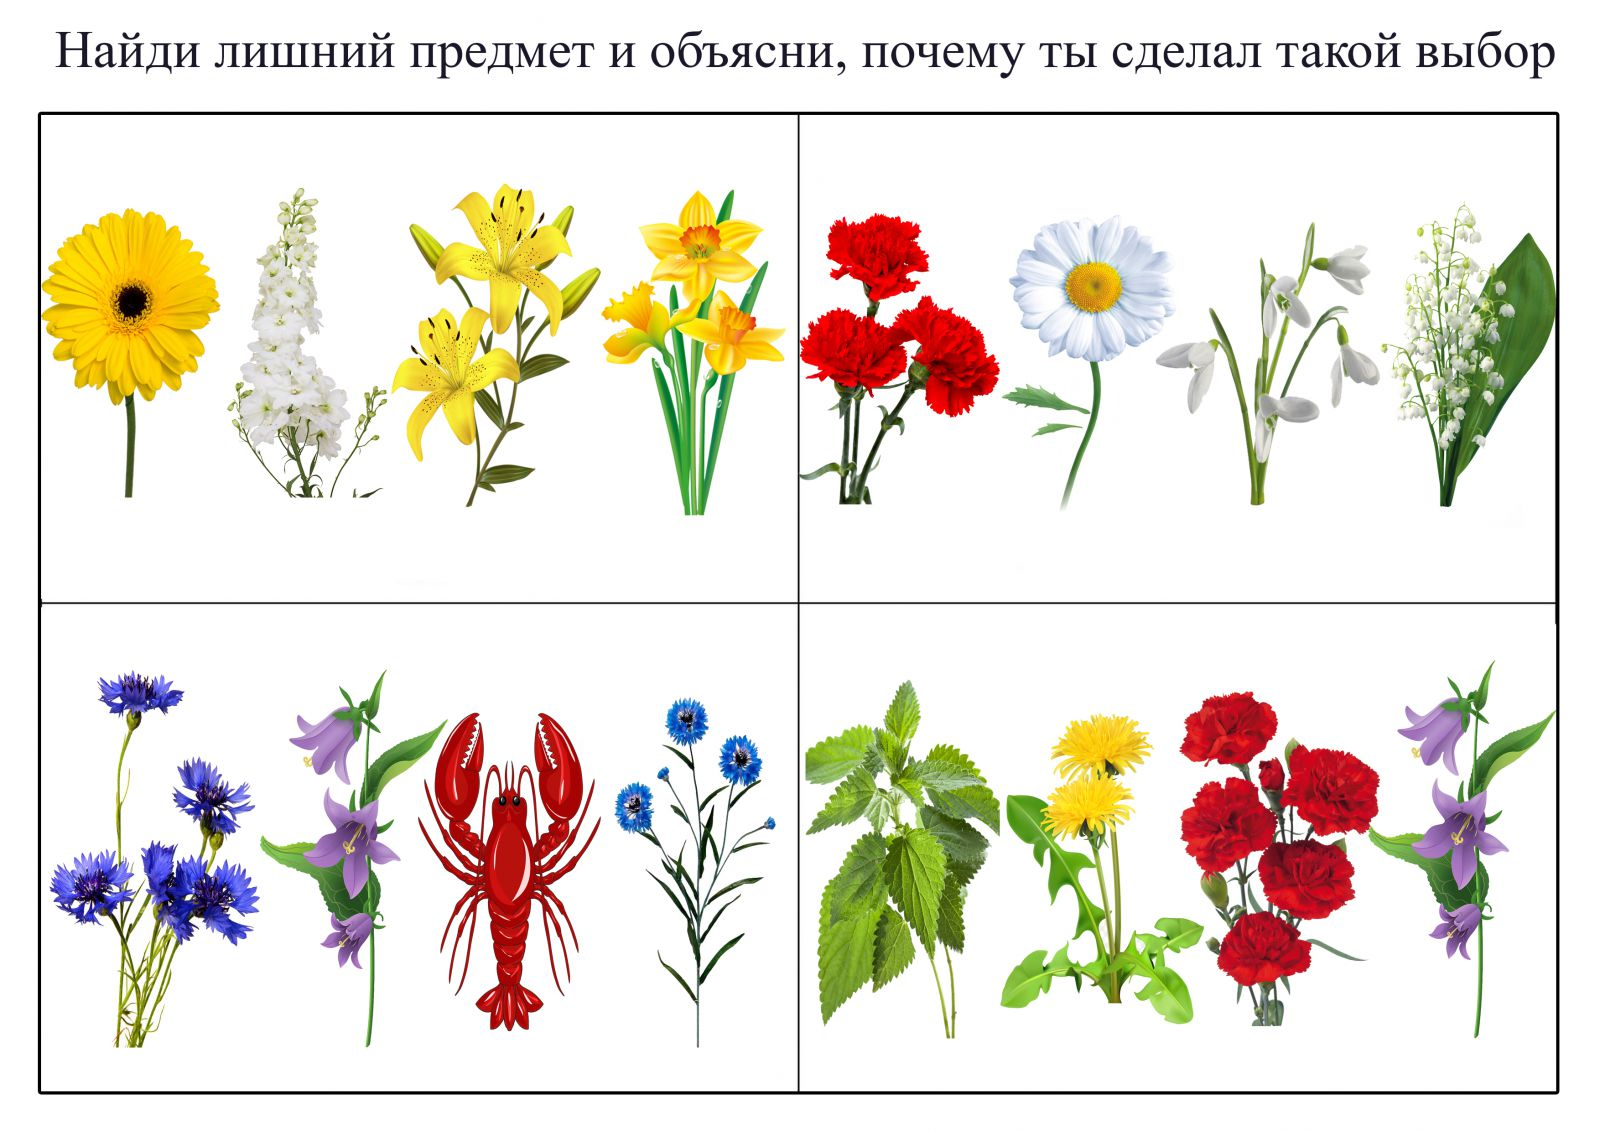 Найди лишний предмет и объясни, почему ты сделал такой выбор